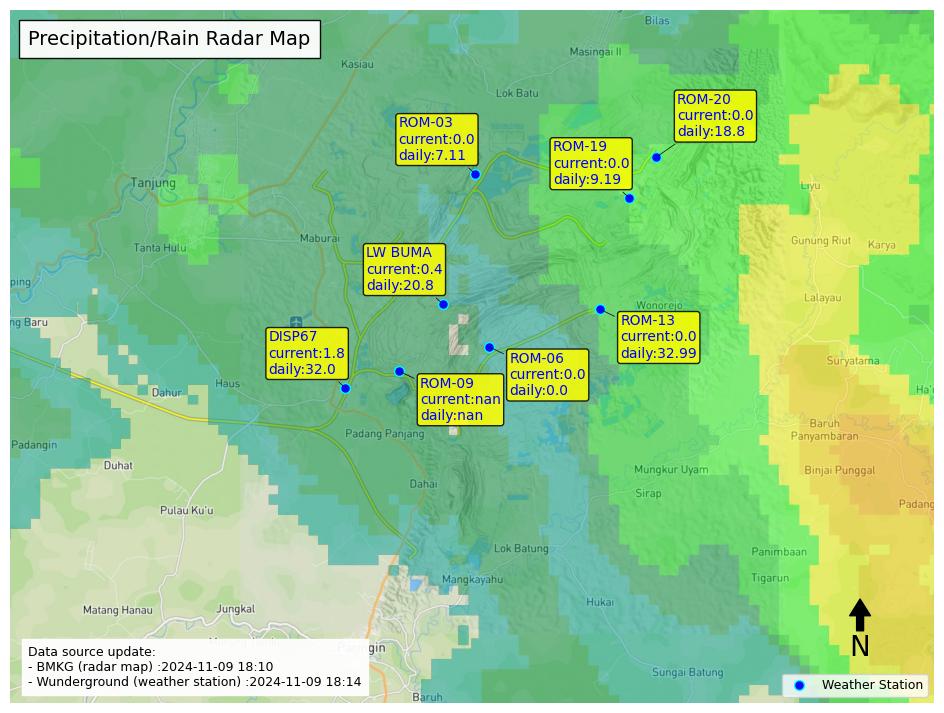 Precipitation/Rain Radar Map
Bilas
Masingai II
Kasiau
Lok Batu
ROM-20
current:0.0
daily:18.8
ROM-03
current:0.0
daily:7.11
ROM-19
current:0.0
daily:9.19
Tanjung
Liyu
Maburai
Tanta Hulu
Gunung Riut
Karya
LW BUMA
current:0.4
daily:20.8
ping
Lalayau
Wonorejo
ng Baru
ROM-13
current:0.0
daily:32.99
DISP67
current:1.8
daily:32.0
ROM-06
current:0.0
daily:0.0
Suryatama
ROM-09
current:nan
daily:nan
Haus
Dahur
Baruh
Panyambaran
Padang Panjang
Padangin
Duhat
Mungkur Uyam
Binjai Punggal
Dahai
Sirap
Padang
Pulau Ku'u
Lok Batung
Panimbaan
Mangkayahu
Tigarun
Hukai
Matang Hanau
Jungkal
N
Data source update:
- BMKG (radar map) :2024-11-09 18:10
- Wunderground (weather station) :2024-11-09 18:14
Sungai Batung
Weather Station
Baruh